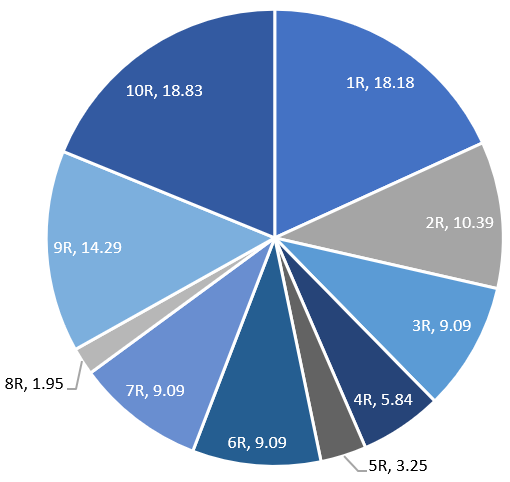 1R, 18.18
2R, 10.39
3R, 9.09
4R, 5.84
5R, 3.25
6R, 9.09
7R, 9.09
8R, 1.95
9R, 14.29
10R, 18.83